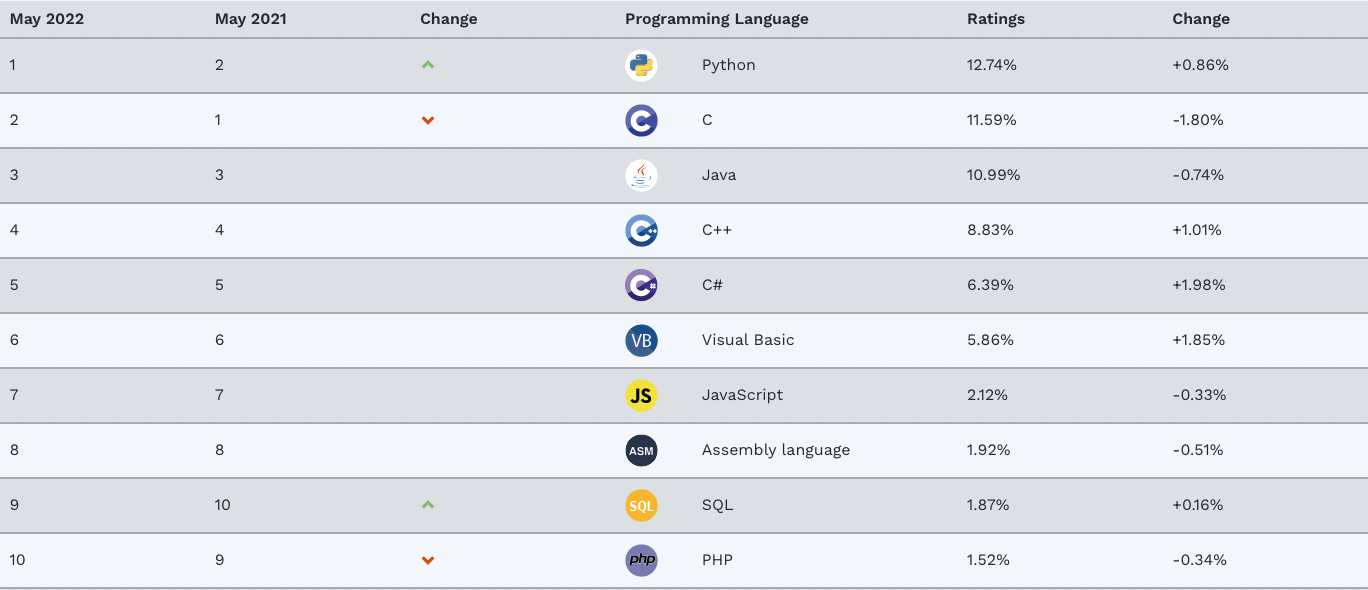 May 2022 May 2021 Change Programming Language Ratings Change
1 2 Python 12.74% +0.86%
2 1 C C 11.59% -1.80%
3 3 Java 10.99% -0.74%
4 4 C++ C++ 8.83% +1.01%
5 5 C# C# 6.39% +1.98%
6 6 VB Visual Basic 5.86% +1.85%
7 7 JS JavaScript 2.12% -0.33%
8 8 ASM Assembly language 1.92% -0.51%
9 10 SQL SQL 1.87% +0.16%
10 9 php PHP 1.52% -0.34%